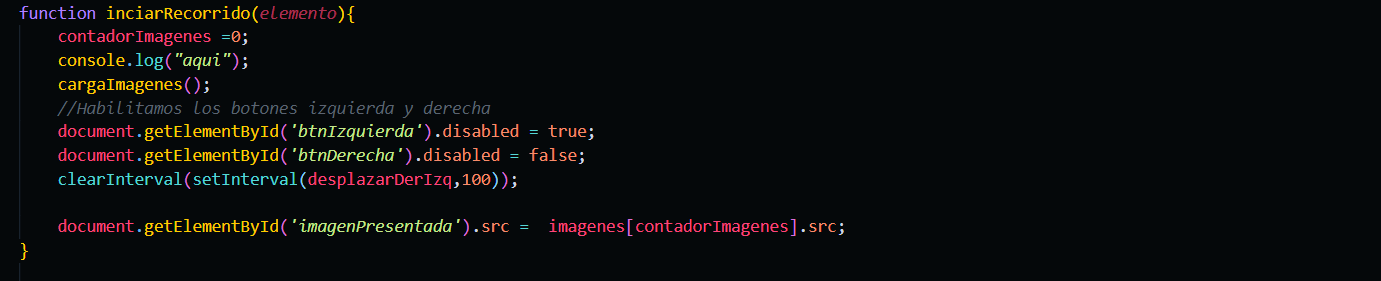 function inciarRecorrido(elemento){
contadorImagenes =0;
console.log("aqui");
cargaImagenes();
//Habilitamos los botones izquierda y derecha
document.getElementById('btnIzquierda').disabled = true;
document.getElementById('btnDerecha').disabled = false;
clearInterval(setInterval(desplazarDerIzq,100));
document.getElementById('imagenPresentada').src =  imagenes[contadorImagenes].src;
}